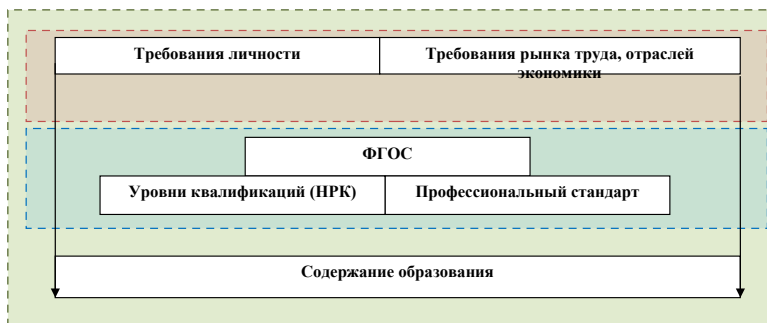 Требования личности
Требования рынка труда, отраслей
экономики
ФГОС
Уровни квалификаций (НРК)
Профессиональный стандарт
Содержание образования